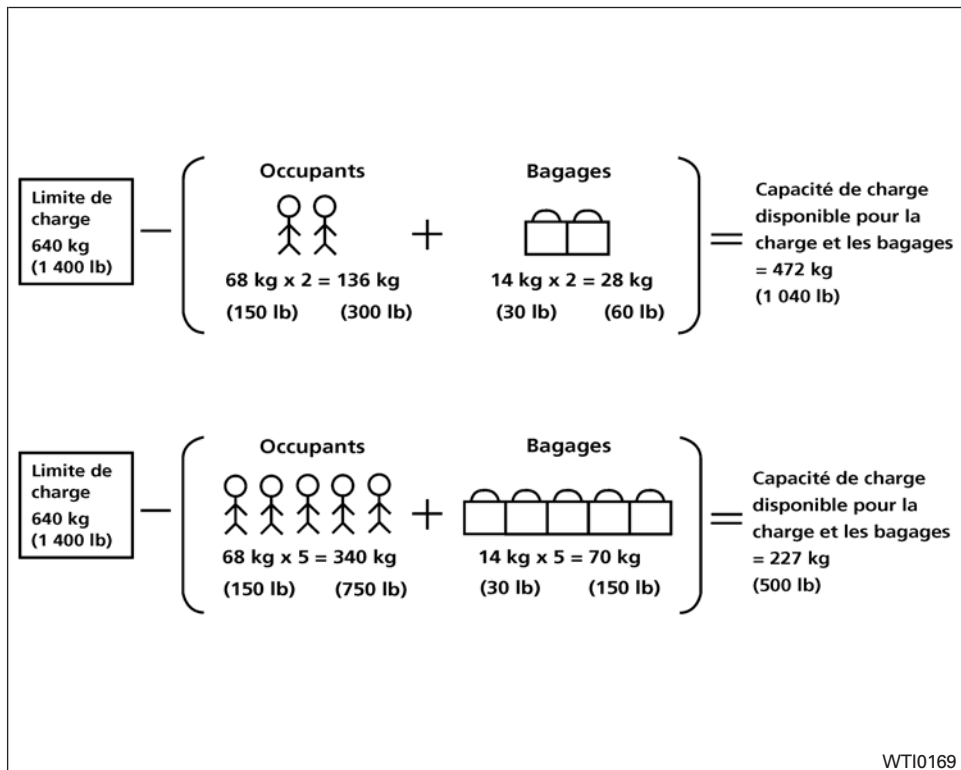 Limite de
charge
640 kg
(1 400 lb)
Occupants
68 kg x 2 = 136 kg
(150 lb) (300 lb)
Bagages
14 kg x 2 = 28 kg
(30 lb) (60 lb)
Capacité de charge
disponible pour la
charge et les bagages
= 472 kg
(1 040 lb)
Limite de
charge
640 kg
(1 400 lb)
Occupants
68 kg x 5 = 340 kg
(150 lb) (750 lb)
Bagages
14 kg x 5 = 70 kg
(30 lb) (150 lb)
Capacité de charge
disponible pour la
charge et les bagages
= 227 kg
(500 lb)
WTI0169